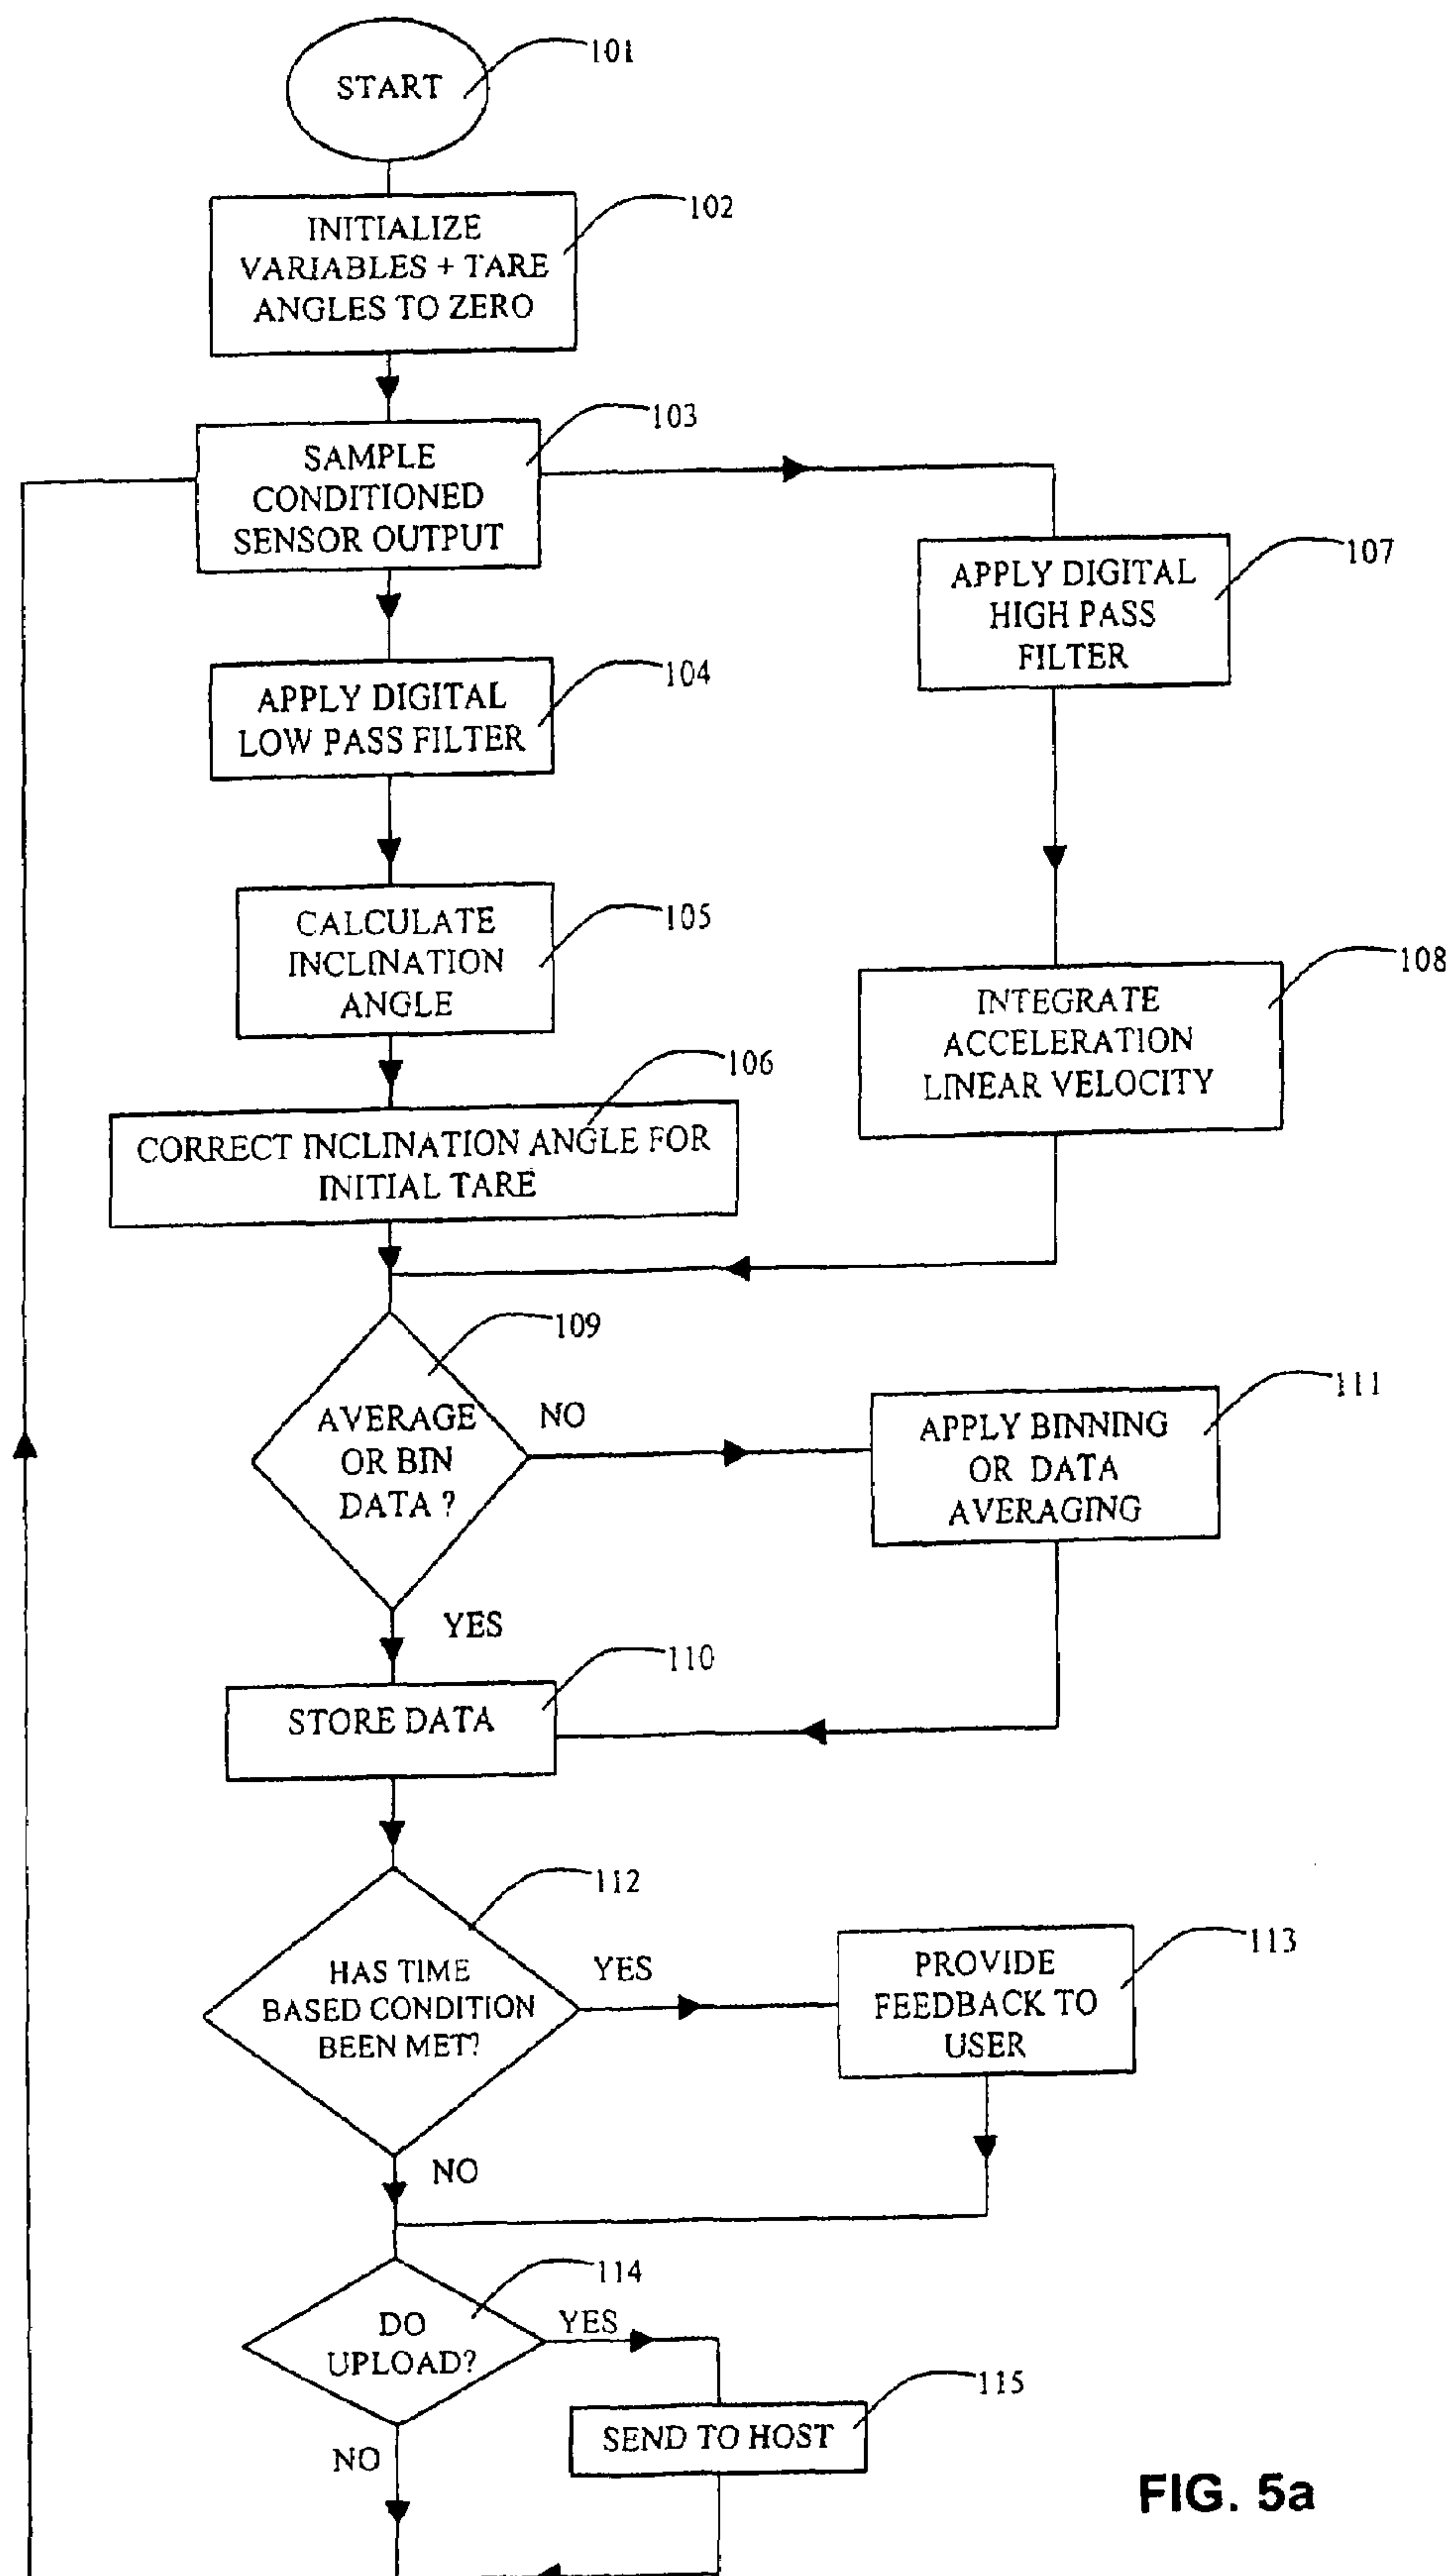 START
101
INITIALIZE
VARIABLES + TARE
ANGLES TO ZERO
102
SAMPLE
CONDITIONED
SENSOR OUTPUT
103
APPLY DIGITAL
LOW PASS FILTER
104
APPLY DIGITAL
HIGH PASS
FILTER
107
CALCULATE
INCLINATION
ANGLE
105
INTEGRATE
ACCELERATION
LINEAR VELOCITY
108
CORRECT INCLINATION ANGLE FOR
INITIAL TARE
106
AVERAGE
OR BIN
DATA ?
109
NO
APPLY BINNING
OR DATA
AVERAGING
111
YES
STORE DATA
110
HAS TIME
BASED CONDITION
BEEN MET?
112
YES
PROVIDE
FEEDBACK TO
USER
113
NO
DO
UPLOAD?
114
YES
SEND TO HOST
115
NO
FIG. 5a